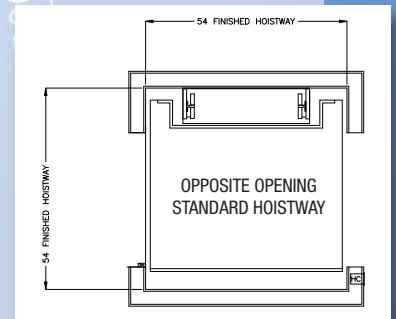 54 FINISHED HOISTWAY
54 FINISHED HOISTWAY
OPPOSITE OPENING
STANDARD HOISTWAY
HC